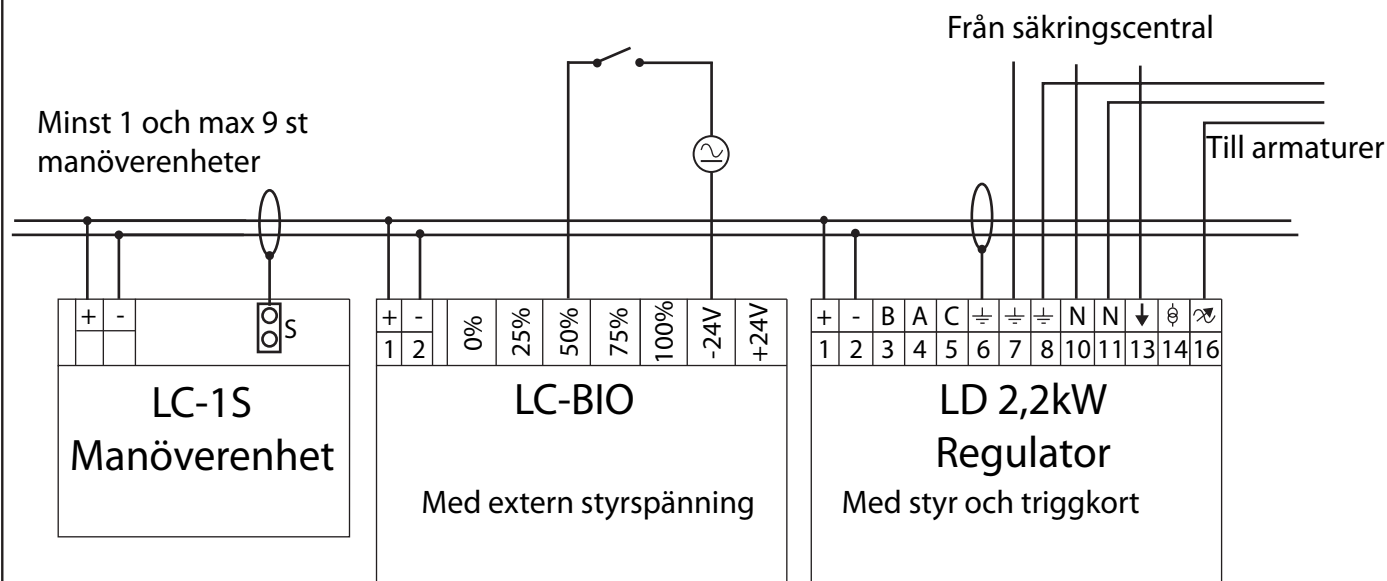 Från säkringscentral
Minst 1 och max 9 st
manöverenheter
Till armaturer
+ -
S
LC-1S
Manöverenhet
+ - 0% 25% 50% 75% 100% -24V +24V
1 2
LC-BIO
Med extern styrspänning
+ - B A C N N
1 2 3 4 5 6 7 8 10 11 13 14 16
LD 2,2kW
Regulator
Med styr och triggkort